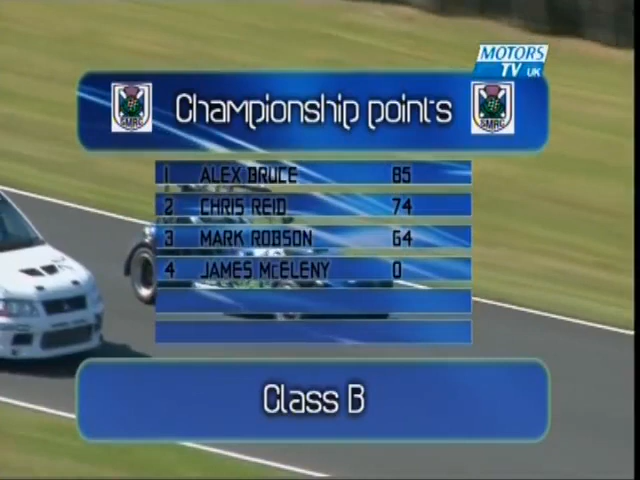 MOTORS
TV UK
Championship points
SMRC SMRC
1 ALEX BRUCE 85
2 CHRIS REID 74
3 MARK ROBSON 64
4 JAMES McELENY 0
Class B